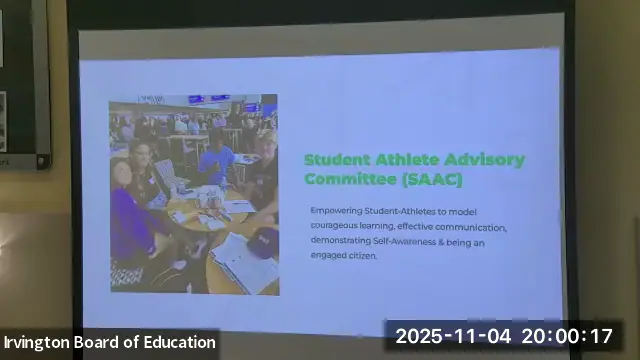 Student Athlete Advisory
Committee (SAAC)
Empowering Student-Athletes to model
courageous learning, effective communication,
demonstrating Self-Awareness & being an
engaged citizen.
Irvington Board of Education
2025-11-04 20:00:17